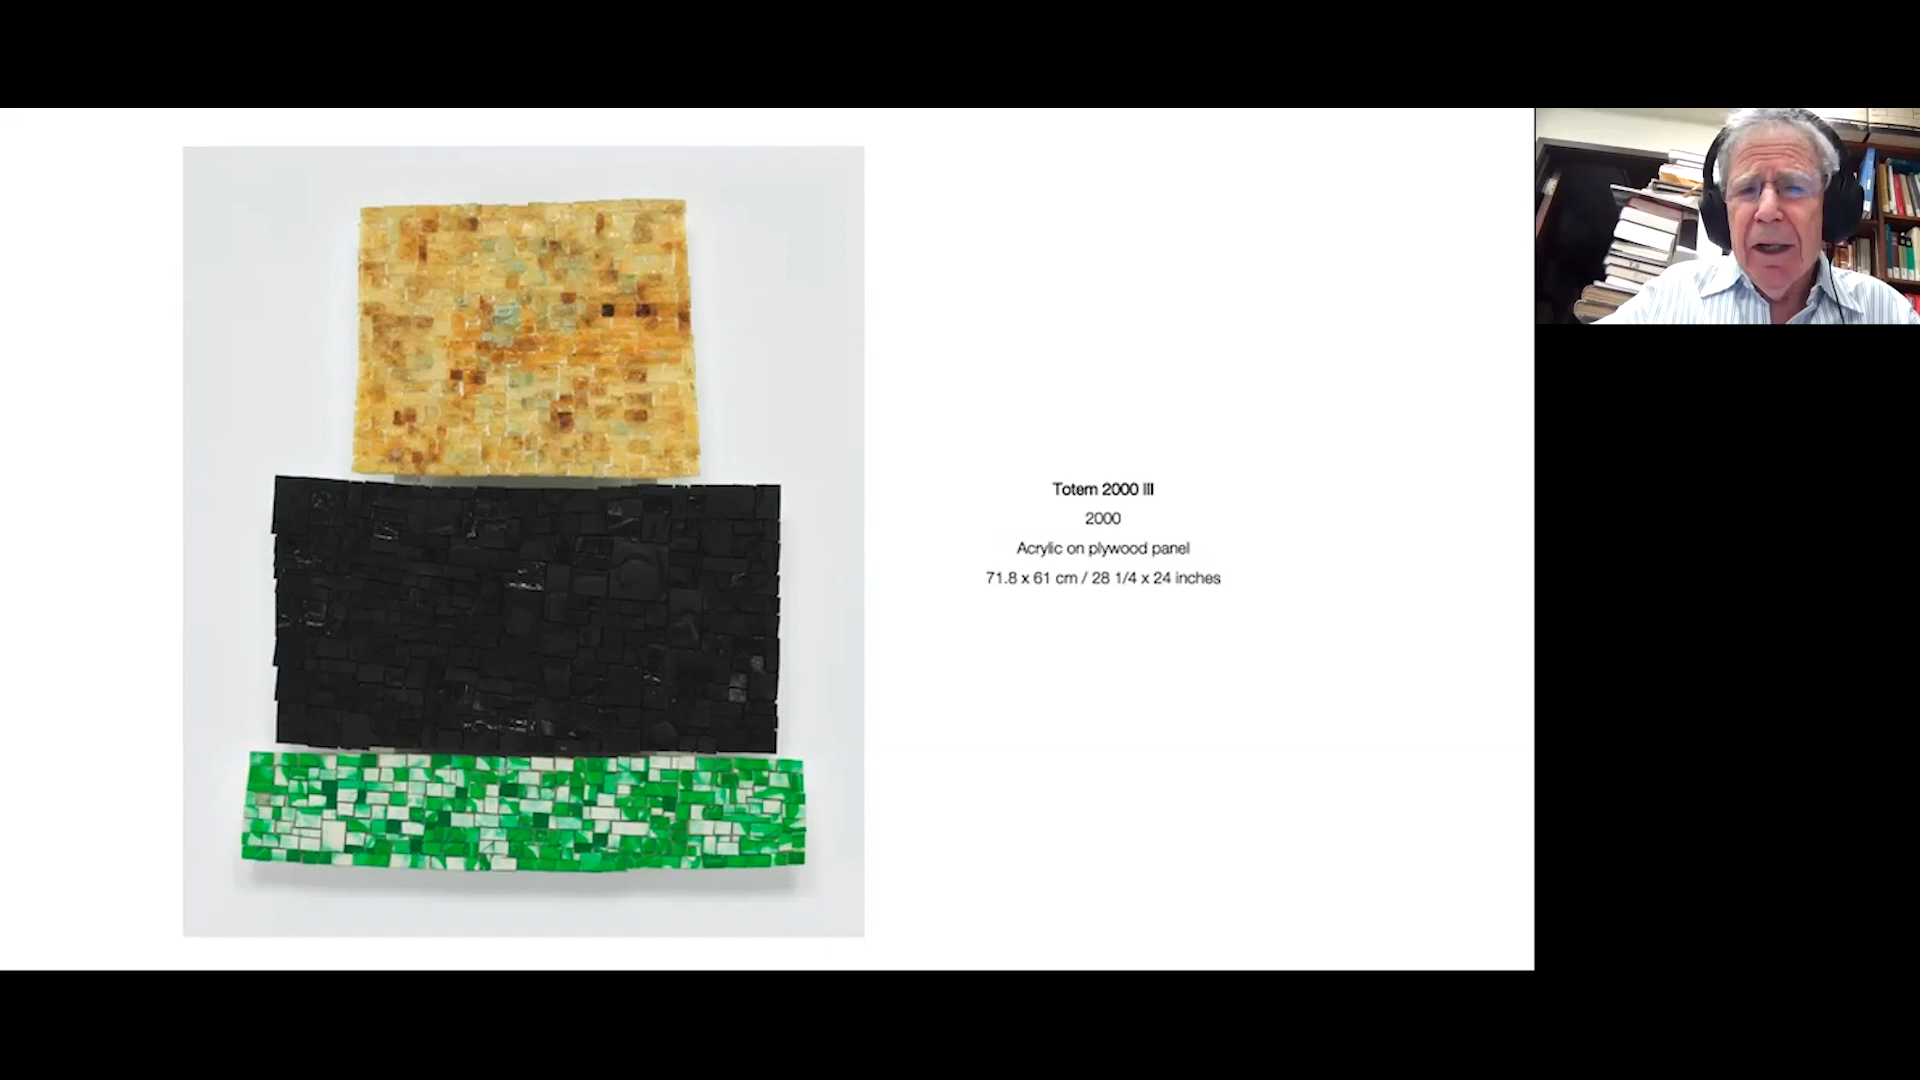 Totem 2000 III
2000
Acrylic on plywood panel
71.8 x 61 cm / 28 1/4 x 24 inches